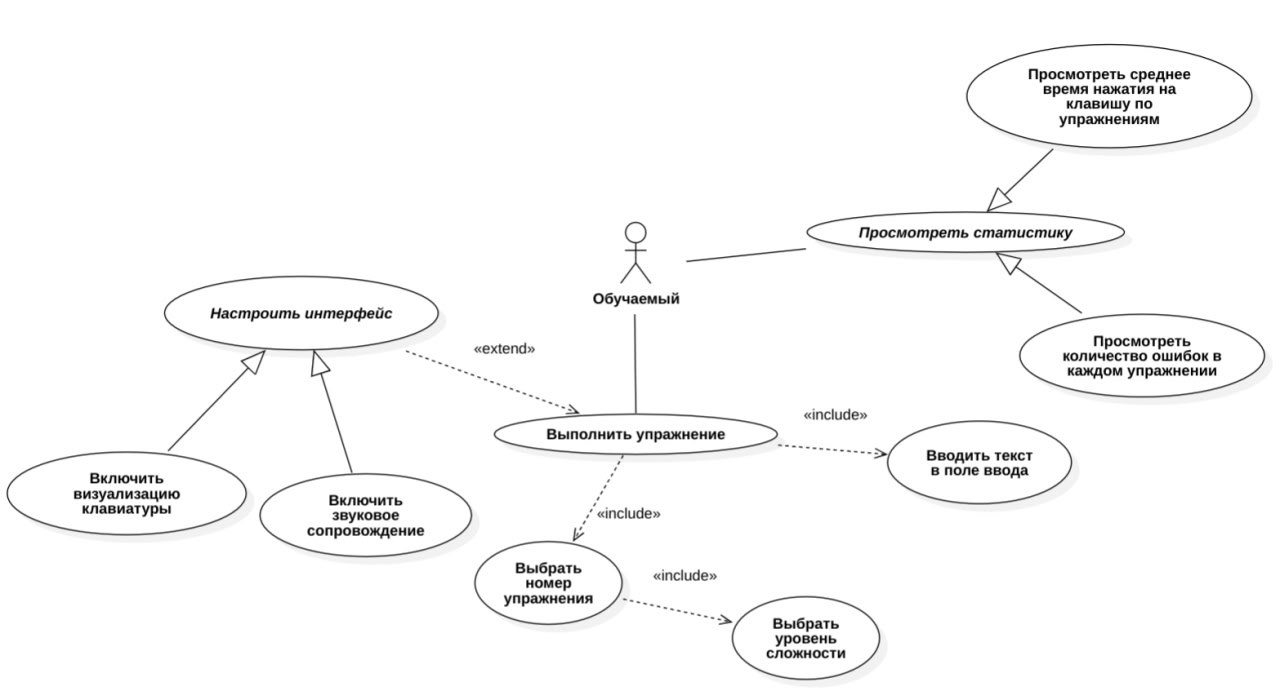 Просмотреть среднее
время нажатия на
клавишу по
упражнениям
Просмотреть статистику
Обучаемый
Настроить интерфейс
Просмотреть
количество ошибок в
каждом упражнении
«extend»
«include»
Выполнить упражнение
Вводить текст
в поле ввода
Включить
визуализацию
клавиатуры
Включить
звуковое
сопровождение
«include»
Выбрать
номер
упражнения
«include»
Выбрать
уровень
сложности